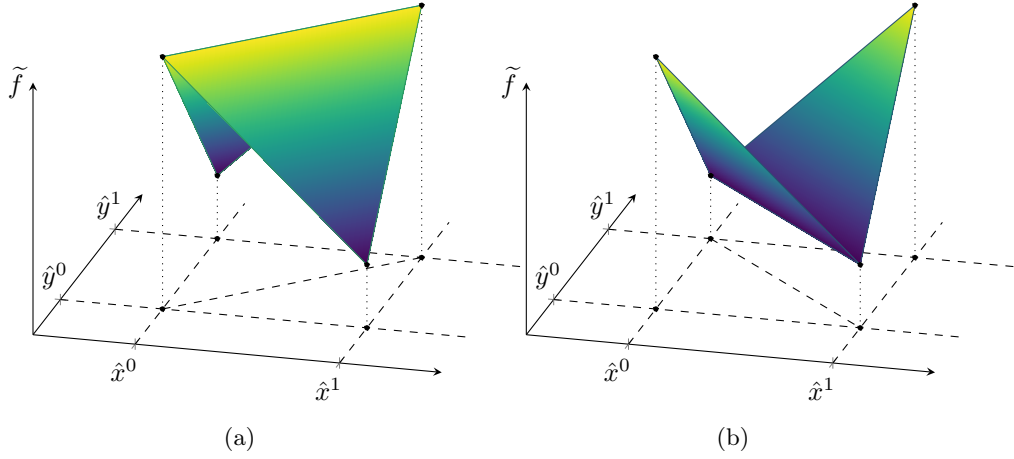 f̃ f̃
ŷ¹ ŷ¹
ŷ⁰ ŷ⁰
x̂⁰ x̂⁰
x̂¹ x̂¹
(a) (b)